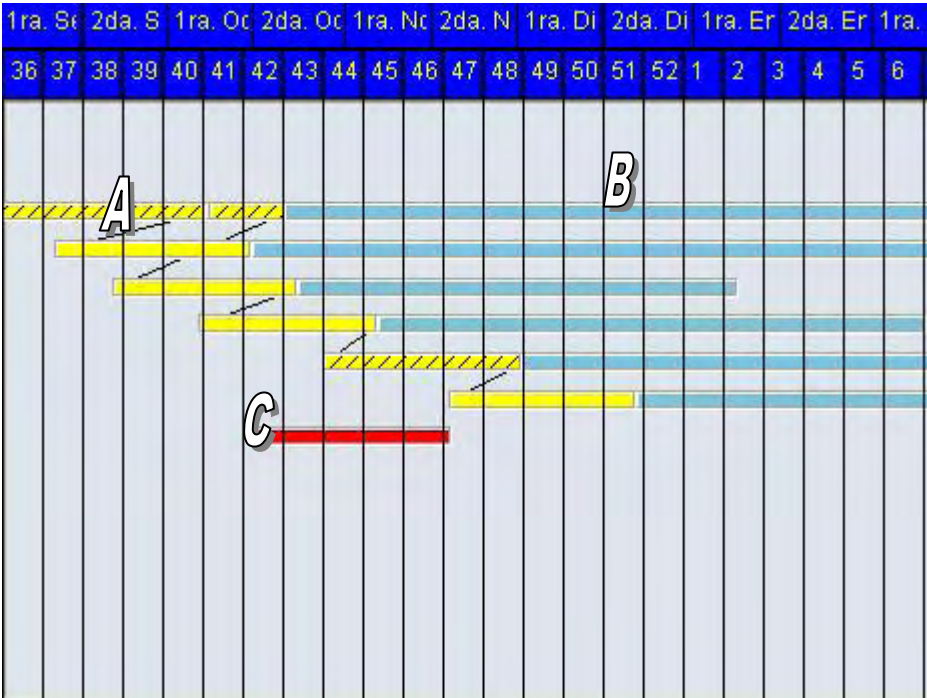 1ra. Se 2da. S 1ra. Oc 2da. Oc 1ra. Nc 2da. N 1ra. Di 2da. Di 1ra. Er 2da. Er 1ra.
36 37 38 39 40 41 42 43 44 45 46 47 48 49 50 51 52 1 2 3 4 5 6
A
B
C